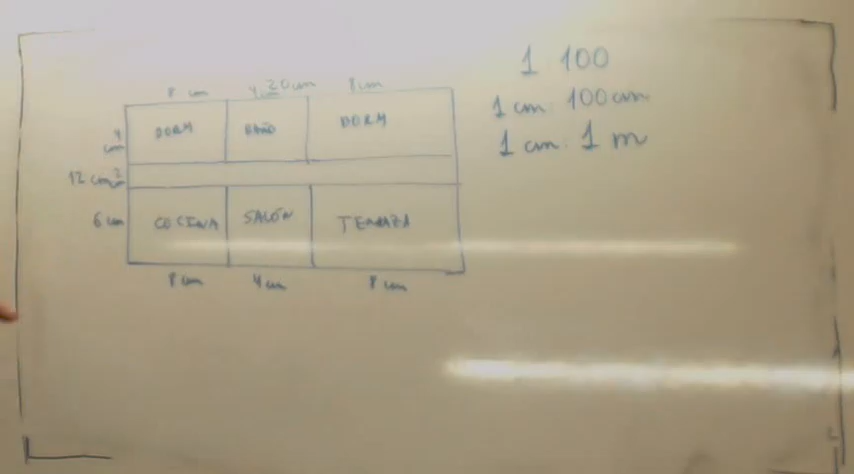 1 100
1 cm: 100 cm
1 cm: 1 m
8 cm 4 20 cm 8 cm
4 cm DORM BAÑO DORM
12 cm²
6 cm COCINA SALÓN TERRAZA
8 cm 4 cm 8 cm